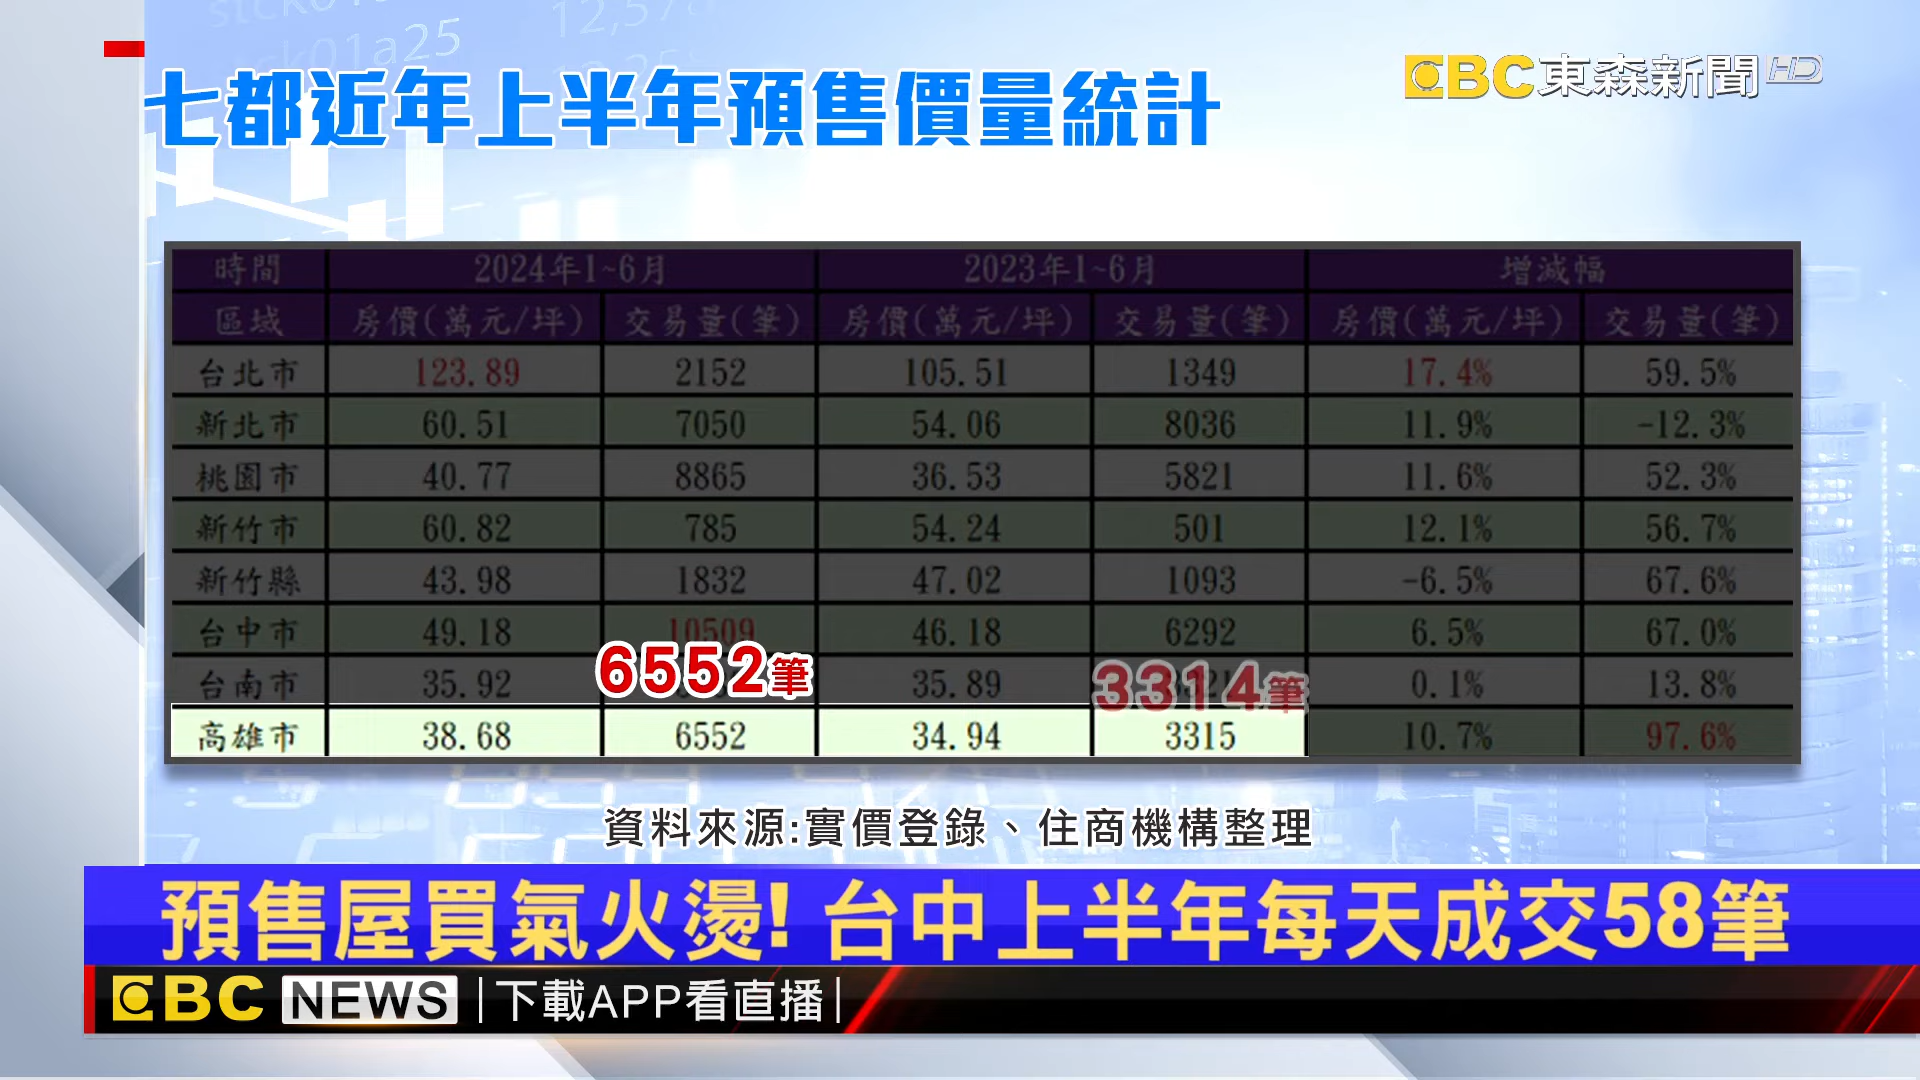 stck01a25
12,57
七都近年上半年預售價量統計
EBC東森新聞HD
時間 2024年1~6月 2023年1~6月 增減幅
區域 房價(萬元/坪) 交易量(筆) 房價(萬元/坪) 交易量(筆) 房價(萬元/坪) 交易量(筆)
台北市 123.89 2152 105.51 1349 17.4% 59.5%
新北市 60.51 7050 54.06 8036 11.9% -12.3%
桃園市 40.77 8865 36.53 5821 11.6% 52.3%
新竹市 60.82 785 54.24 501 12.1% 56.7%
新竹縣 43.98 1832 47.02 1093 -6.5% 67.6%
台中市 49.18 10509 46.18 6292 6.5% 67.0%
6552筆 3314筆
台南市 35.92 35.89 0.1% 13.8%
高雄市 38.68 6552 34.94 3315 10.7% 97.6%
資料來源:實價登錄、住商機構整理
預售屋買氣火燙! 台中上半年每天成交58筆
EBC NEWS 下載APP看直播